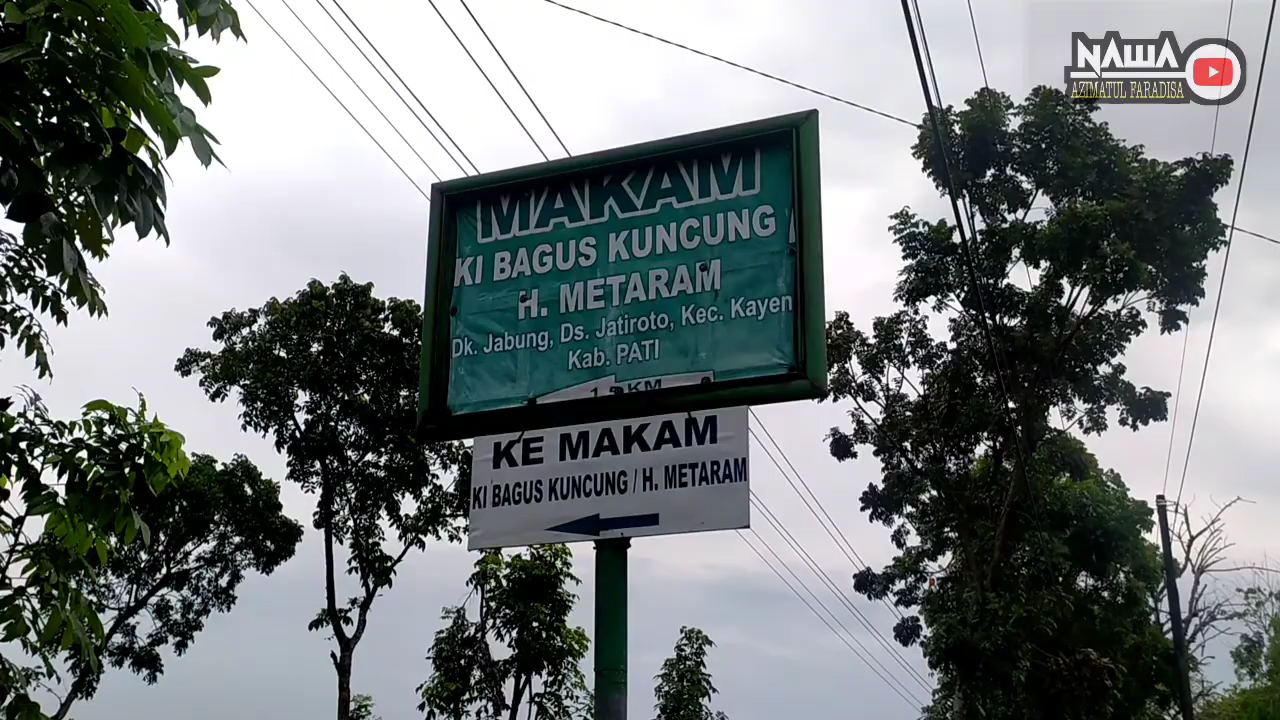 NAWA
AZIMATUL FARADISA
MAKAM
KI BAGUS KUNCUNG /
H. METARAM
Dk. Jabung, Ds. Jatiroto, Kec. Kayen
Kab. PATI
KM
KE MAKAM
KI BAGUS KUNCUNG / H. METARAM